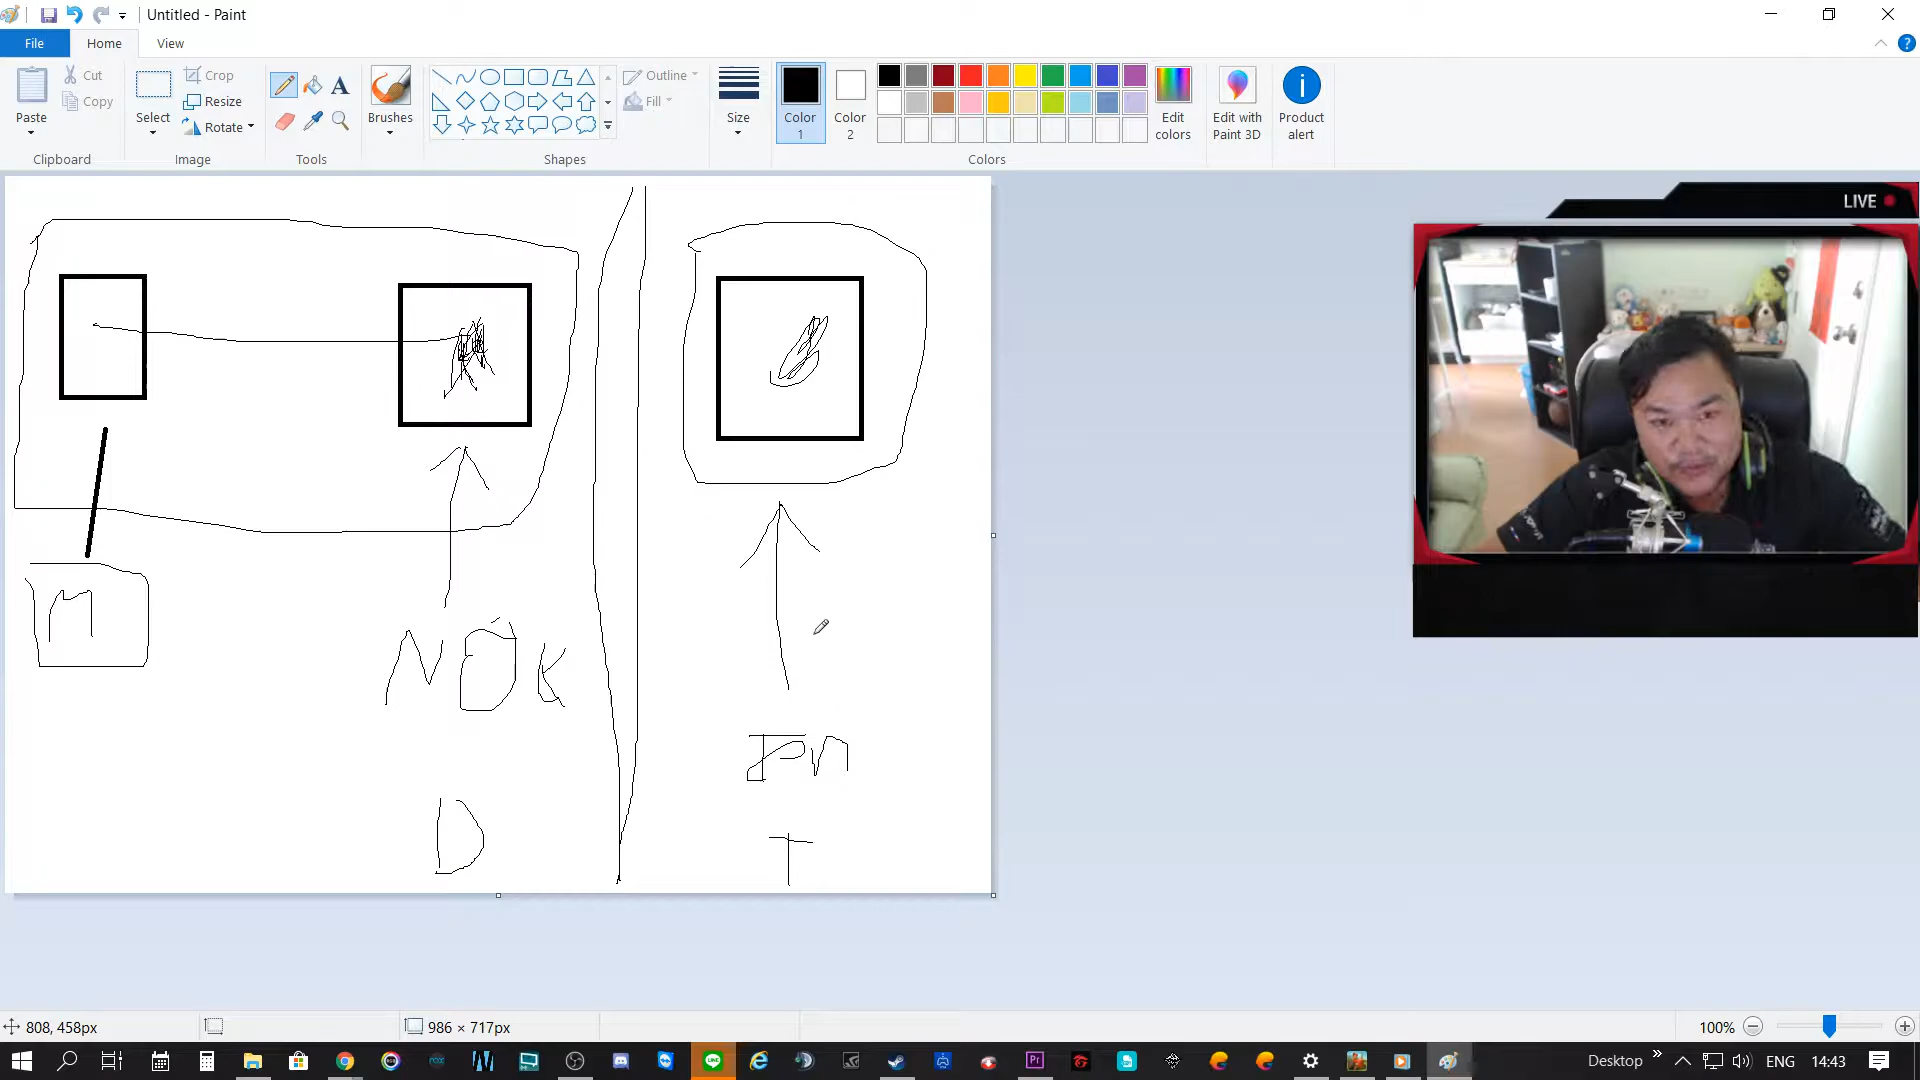 Untitled - Paint
File
Home
View
Paste
Cut
Copy
Clipboard
Select
Crop
Resize
Rotate
Image
Tools
Brushes
Shapes
Outline
Fill
Size
Color 1
Color 2
Colors
Edit colors
Edit with Paint 3D
Product alert
LIVE
M
NOK
D
T
808, 458px
986 × 717px
100%
Pr
Desktop
ENG
14:43